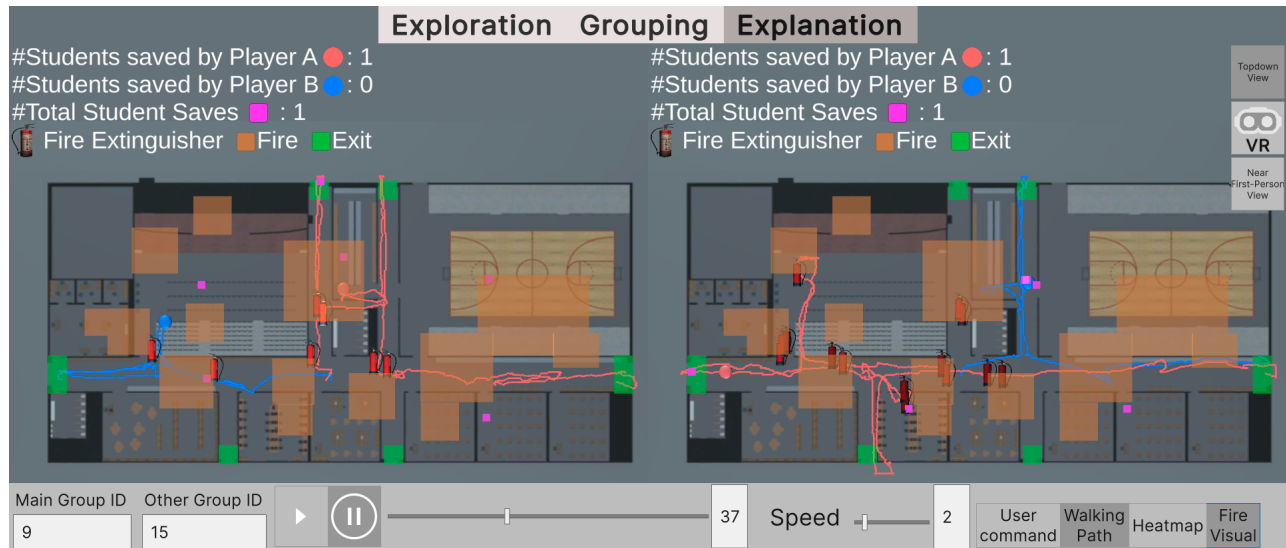 Exploration Grouping Explanation
#Students saved by Player A : 1
#Students saved by Player B : 0
#Total Student Saves : 1
Fire Extinguisher Fire Exit
#Students saved by Player A : 1
#Students saved by Player B : 0
#Total Student Saves : 1
Fire Extinguisher Fire Exit
Topdown
View
VR
Near
First-Person
View
Main Group ID
9
Other Group ID
15
37
Speed
2
User
command
Walking
Path
Heatmap
Fire
Visual